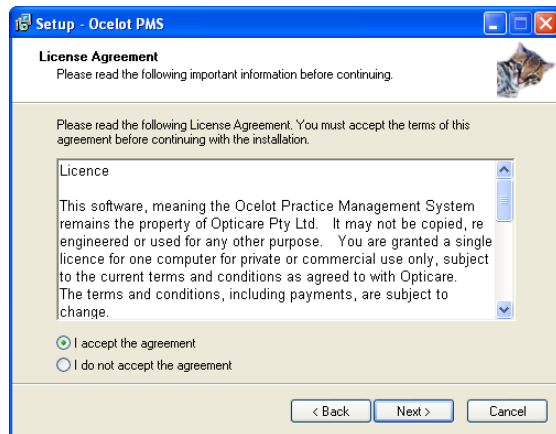 Setup - Ocelot PMS
License Agreement
Please read the following important information before continuing.
Please read the following License Agreement. You must accept the terms of this
agreement before continuing with the installation.
Licence
This software, meaning the Ocelot Practice Management System
remains the property of Opticare Pty Ltd.   It may not be copied, re
engineered or used for any other purpose.   You are granted a single
licence for one computer for private or commercial use only, subject
to the current terms and conditions as agreed to with Opticare.
The terms and conditions, including payments, are subject to
change.
I accept the agreement
I do not accept the agreement
< Back
Next >
Cancel